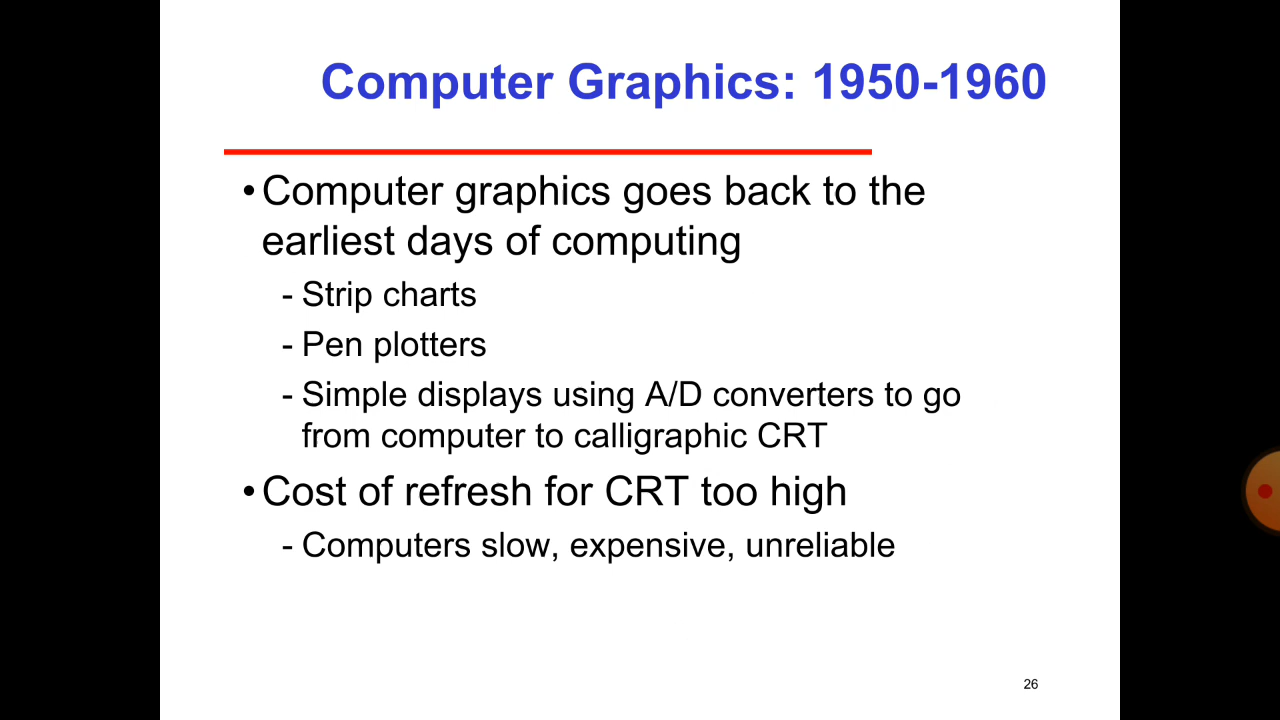 Computer Graphics: 1950-1960
•Computer graphics goes back to the
earliest days of computing
- Strip charts
- Pen plotters
- Simple displays using A/D converters to go
from computer to calligraphic CRT
•Cost of refresh for CRT too high
- Computers slow, expensive, unreliable
26